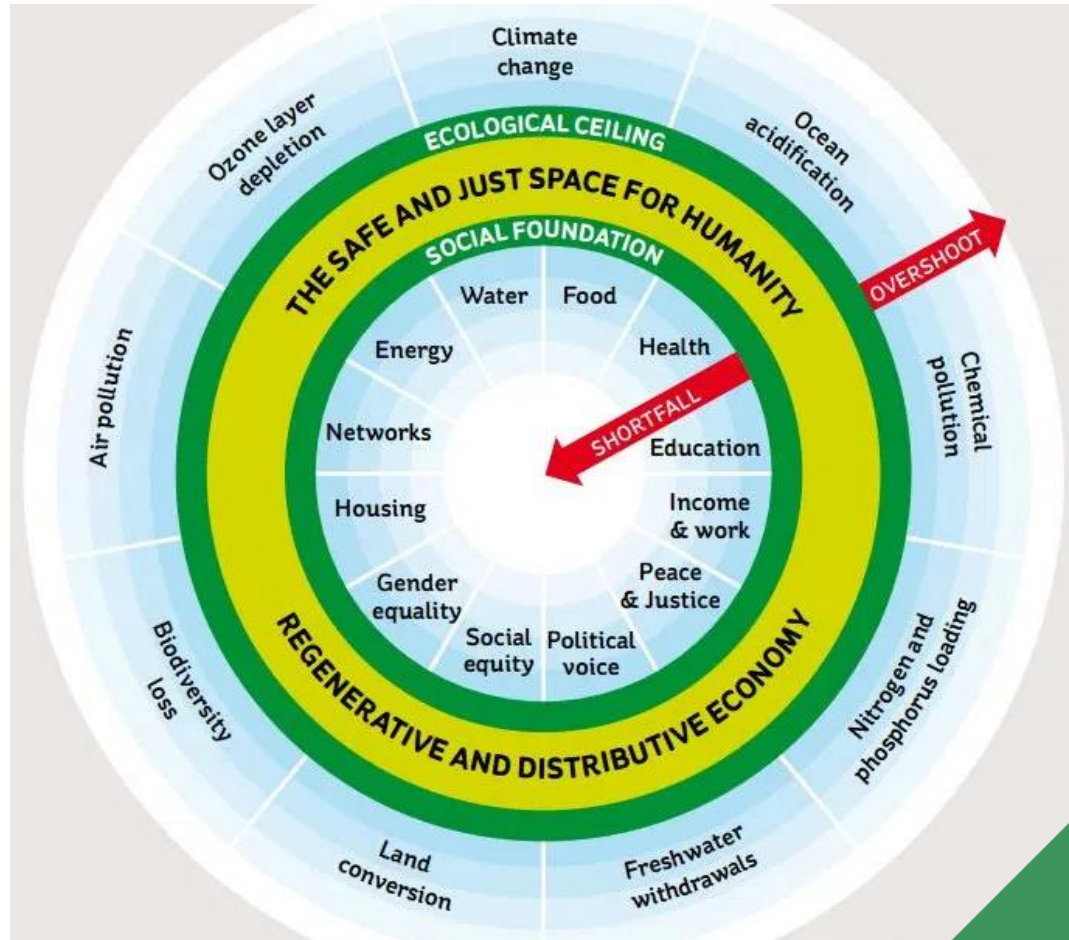 Climate
change
Ocean
acidification
OVERSHOOT
Chemical
pollution
Nitrogen and
phosphorus loading
Freshwater
withdrawals
Land
conversion
Biodiversity
loss
Air pollution
Ozone layer
depletion
ECOLOGICAL CEILING
THE SAFE AND JUST SPACE FOR HUMANITY
SOCIAL FOUNDATION
Water
Food
Energy
Health
SHORTFALL
Networks
Education
Housing
Income
& work
Gender
equality
Peace
& Justice
Social
equity
Political
voice
REGENERATIVE AND DISTRIBUTIVE ECONOMY